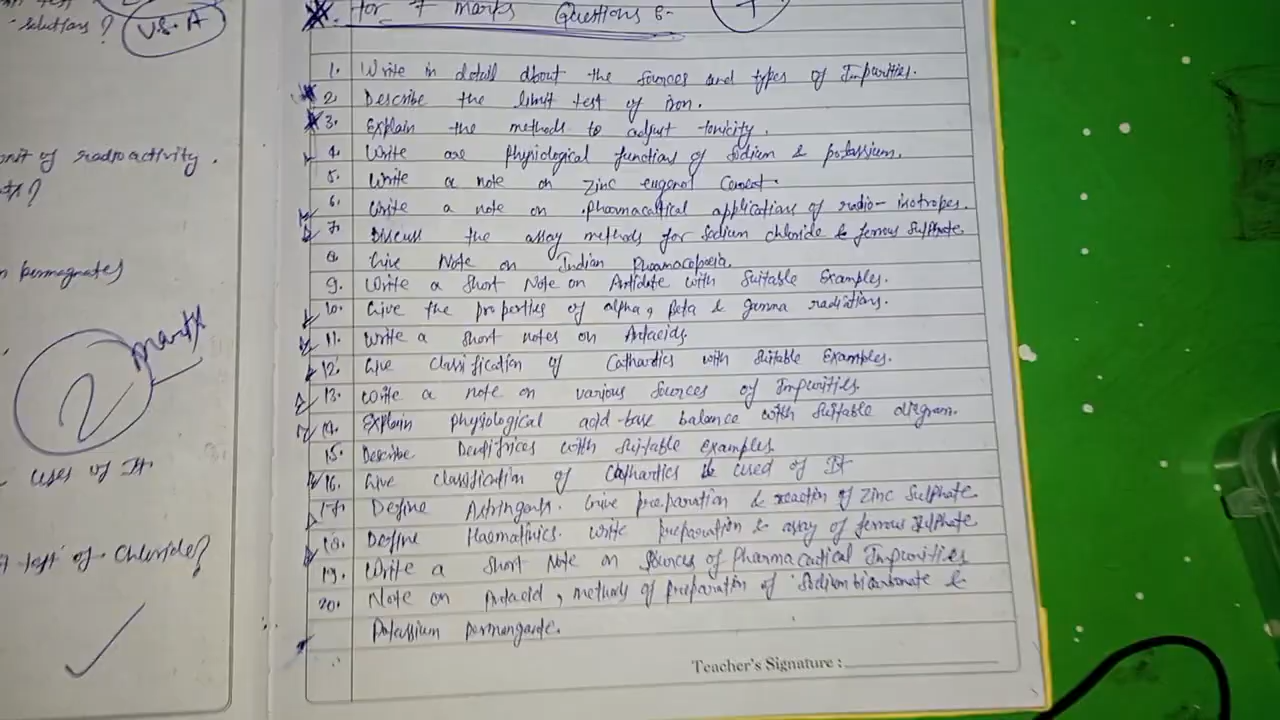 solutions?
V.S.A
unit of radioactivity.
permagnates
2 marks
uses of It.
test of Chloride?
for 7 marks Questions :-
7
1. Write in detail about the sources and types of Impurities.
2. Describe the limit test of iron.
3. Explain the methods to adjust tonicity.
4. Write are physiological functions of sodium & potassium.
5. Write a note on Zinc eugenol Cement.
6. Write a note on Pharmacautical applications of radio-isotropes.
7. Discuss the assay methods for Sodium chloride & ferrous Sulphate.
8 Give Note on Indian Pharmacopoeia.
9. Write a Short Note on Antidote with Suitable Examples.
10. Give the properties of alpha, Beta & gamma radiations.
11. Write a short notes on Antacids.
12. Give Classification of Cathartics with Suitable Examples.
13. Write a note on various Sources of Impurities.
14. Explain physiological acid-base balance with Suitable diagram.
15. Describe Dentifrices with Suitable Examples.
16. Give classification of Cathartics & used of It
17. Define Astringents. Give preparation & reaction of Zinc Sulphate.
18. Define Haematinics. Write preparation & assay of ferrous Sulphate
19. Write a Short Note on Sources of Pharmacautical Impurities
20. Note on Antacid, methods of preparation of Sodium bicarbonate &
Potassium permangante.
Teacher's Signature :